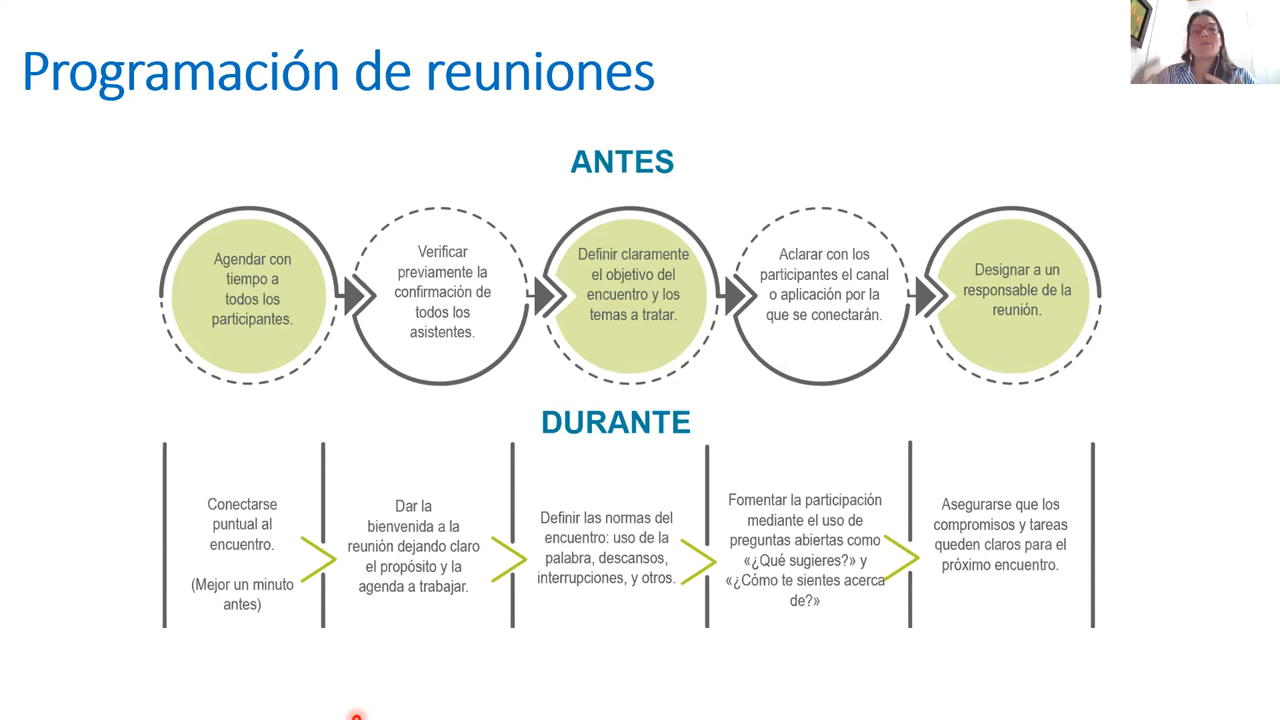 Programación de reuniones
ANTES
Agendar con
tiempo a
todos los
participantes.
Verificar
previamente la
confirmación de
todos los
asistentes.
Definir claramente
el objetivo del
encuentro y los
temas a tratar.
Aclarar con los
participantes el canal
o aplicación por la
que se conectarán.
Designar a un
responsable de la
reunión.
DURANTE
Conectarse
puntual al
encuentro.
(Mejor un minuto
antes)
Dar la
bienvenida a la
reunión dejando claro
el propósito y la
agenda a trabajar.
Definir las normas del
encuentro: uso de la
palabra, descansos,
interrupciones, y otros.
Fomentar la participación
mediante el uso de
preguntas abiertas como
«¿Qué sugieres?» y
«¿Cómo te sientes acerca
de?»
Asegurarse que los
compromisos y tareas
queden claros para el
próximo encuentro.